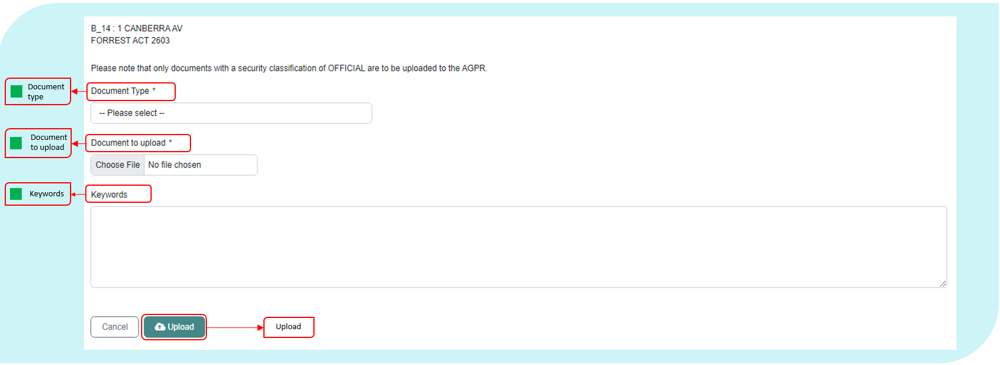 B_14 : 1 CANBERRA AV
FORREST ACT 2603
Please note that only documents with a security classification of OFFICIAL are to be uploaded to the AGPR.
Document
type
Document Type *
-- Please select --
Document
to upload
Document to upload *
Choose File No file chosen
Keywords
Keywords
Cancel
Upload
Upload